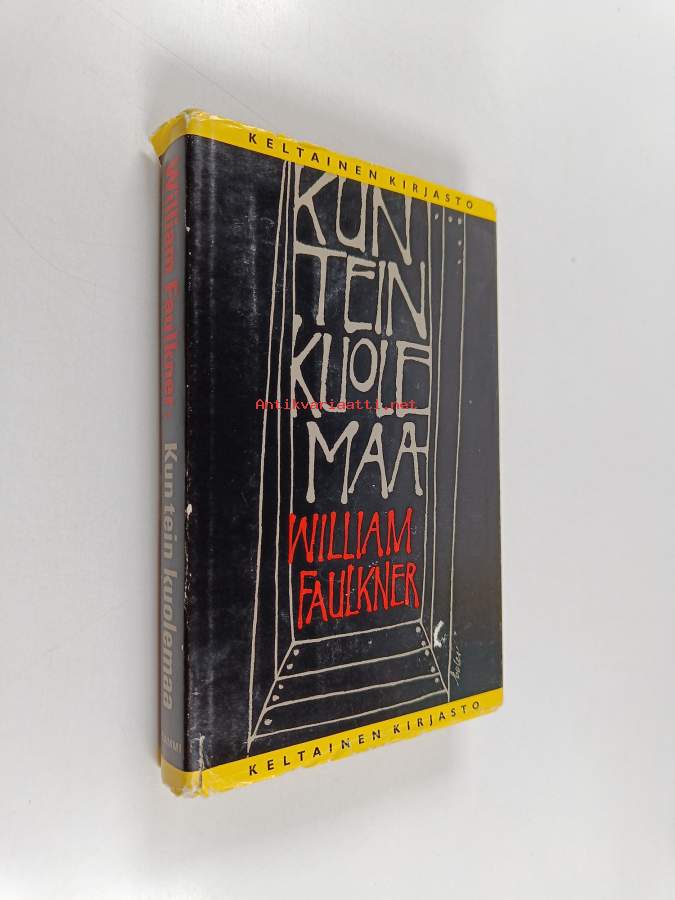 KELTAINEN KIRJASTO
KUN
TEIN
KUOLE
MAA
WILLIAM
FAULKNER
KELTAINEN KIRJASTO
William Faulkner Kun tein kuolemaa
Antikvariaatti.net